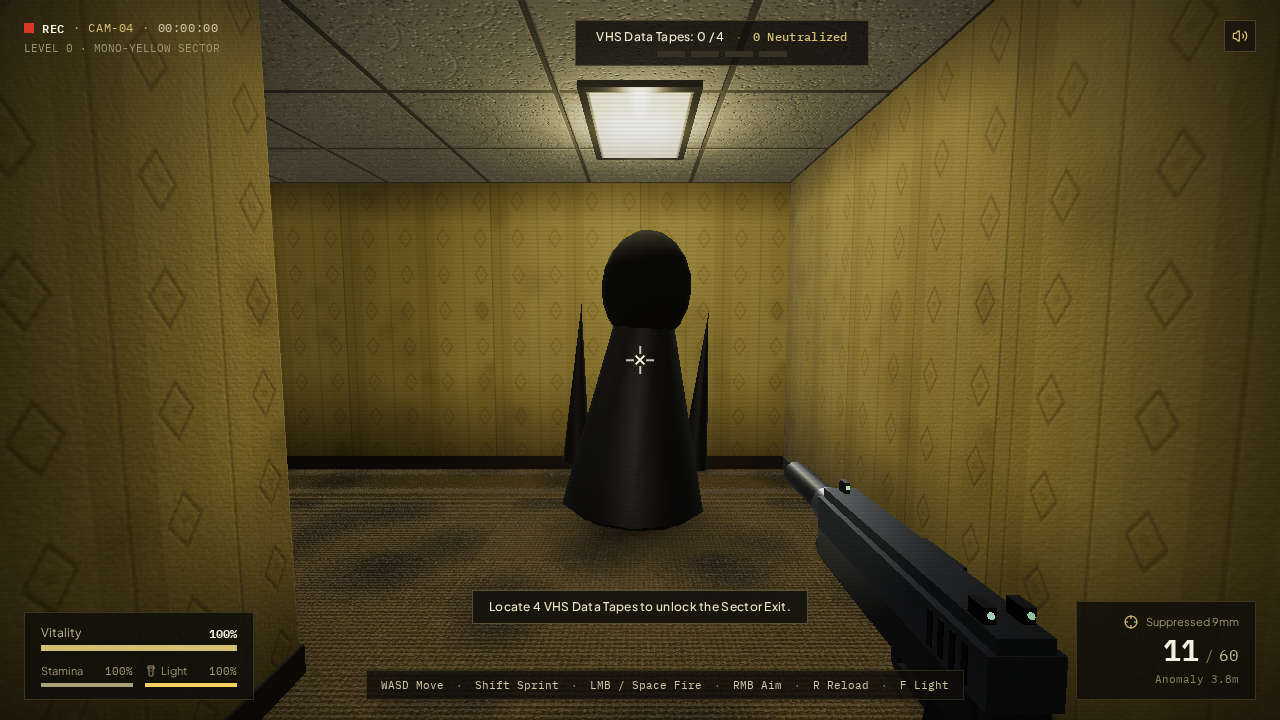 REC · CAM-04 · 00:00:00
LEVEL 0 · MONO-YELLOW SECTOR
VHS Data Tapes: 0 / 4 · 0 Neutralized
Locate 4 VHS Data Tapes to unlock the Sector Exit.
Vitality 100%
Stamina 100% Light 100%
WASD Move · Shift Sprint · LMB / Space Fire · RMB Aim · R Reload · F Light
Suppressed 9mm
11 / 60
Anomaly 3.8m